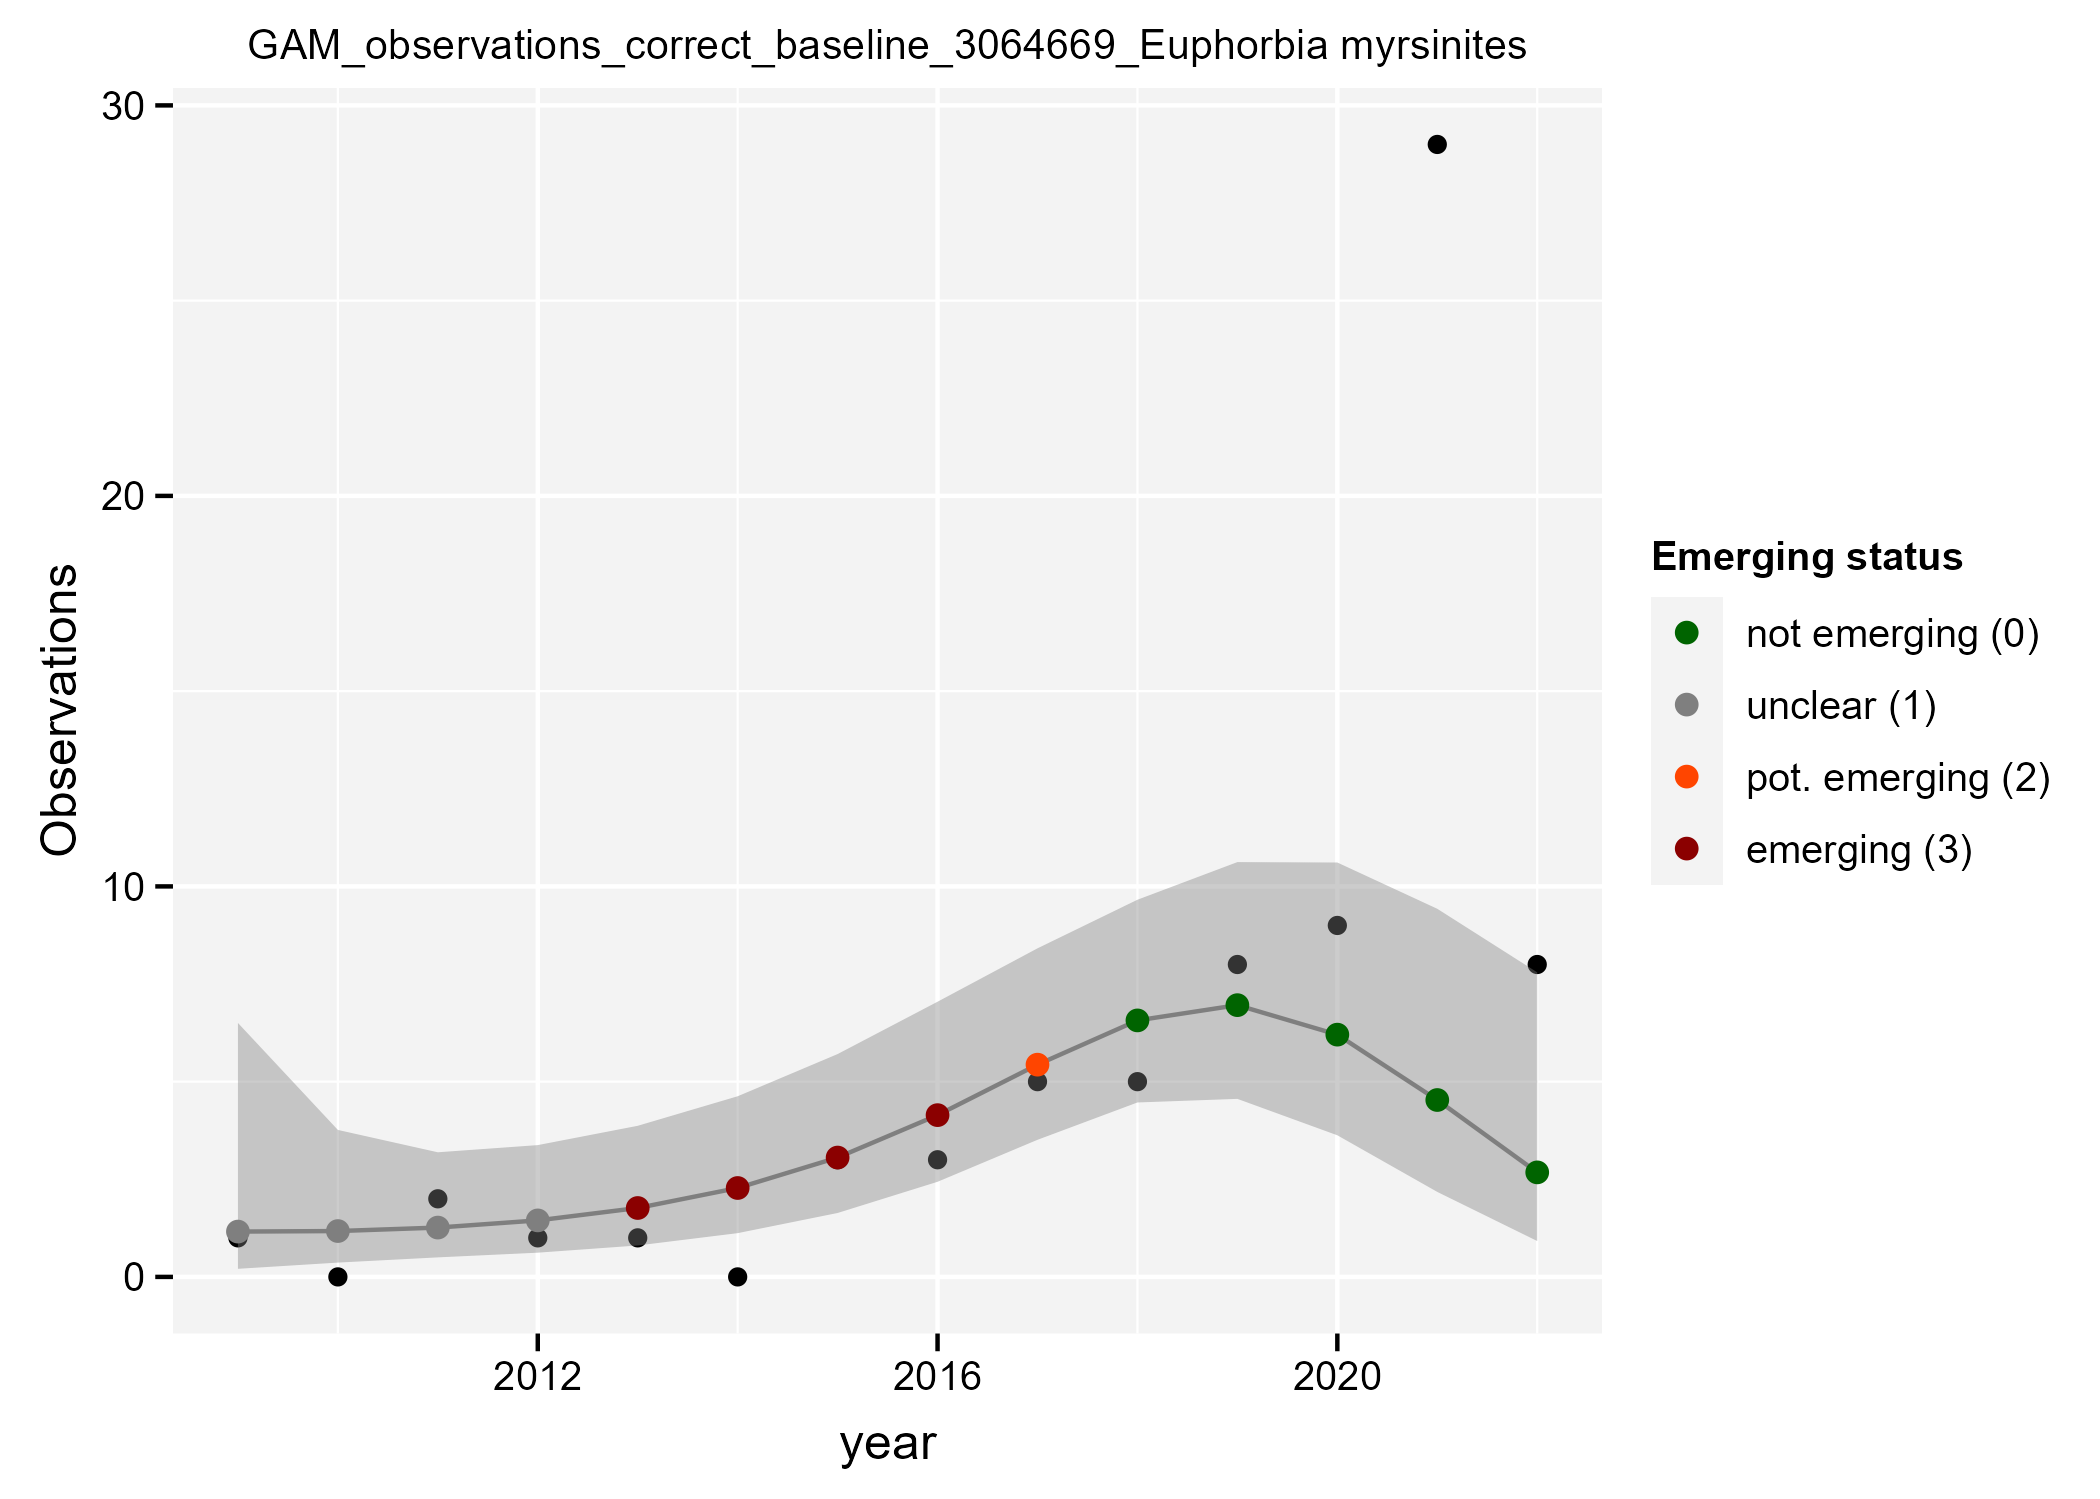 GAM_observations_correct_baseline_3064669_Euphorbia myrsinites
30
20
10
0
Observations
2012
2016
2020
year
Emerging status
not emerging (0)
unclear (1)
pot. emerging (2)
emerging (3)